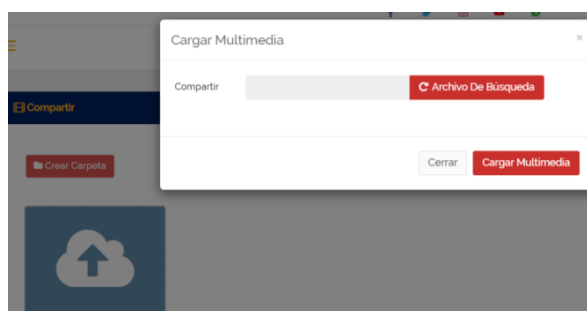 Cargar Multimedia
×
Compartir
Archivo De Búsqueda
Compartir
Crear Carpeta
Cerrar
Cargar Multimedia